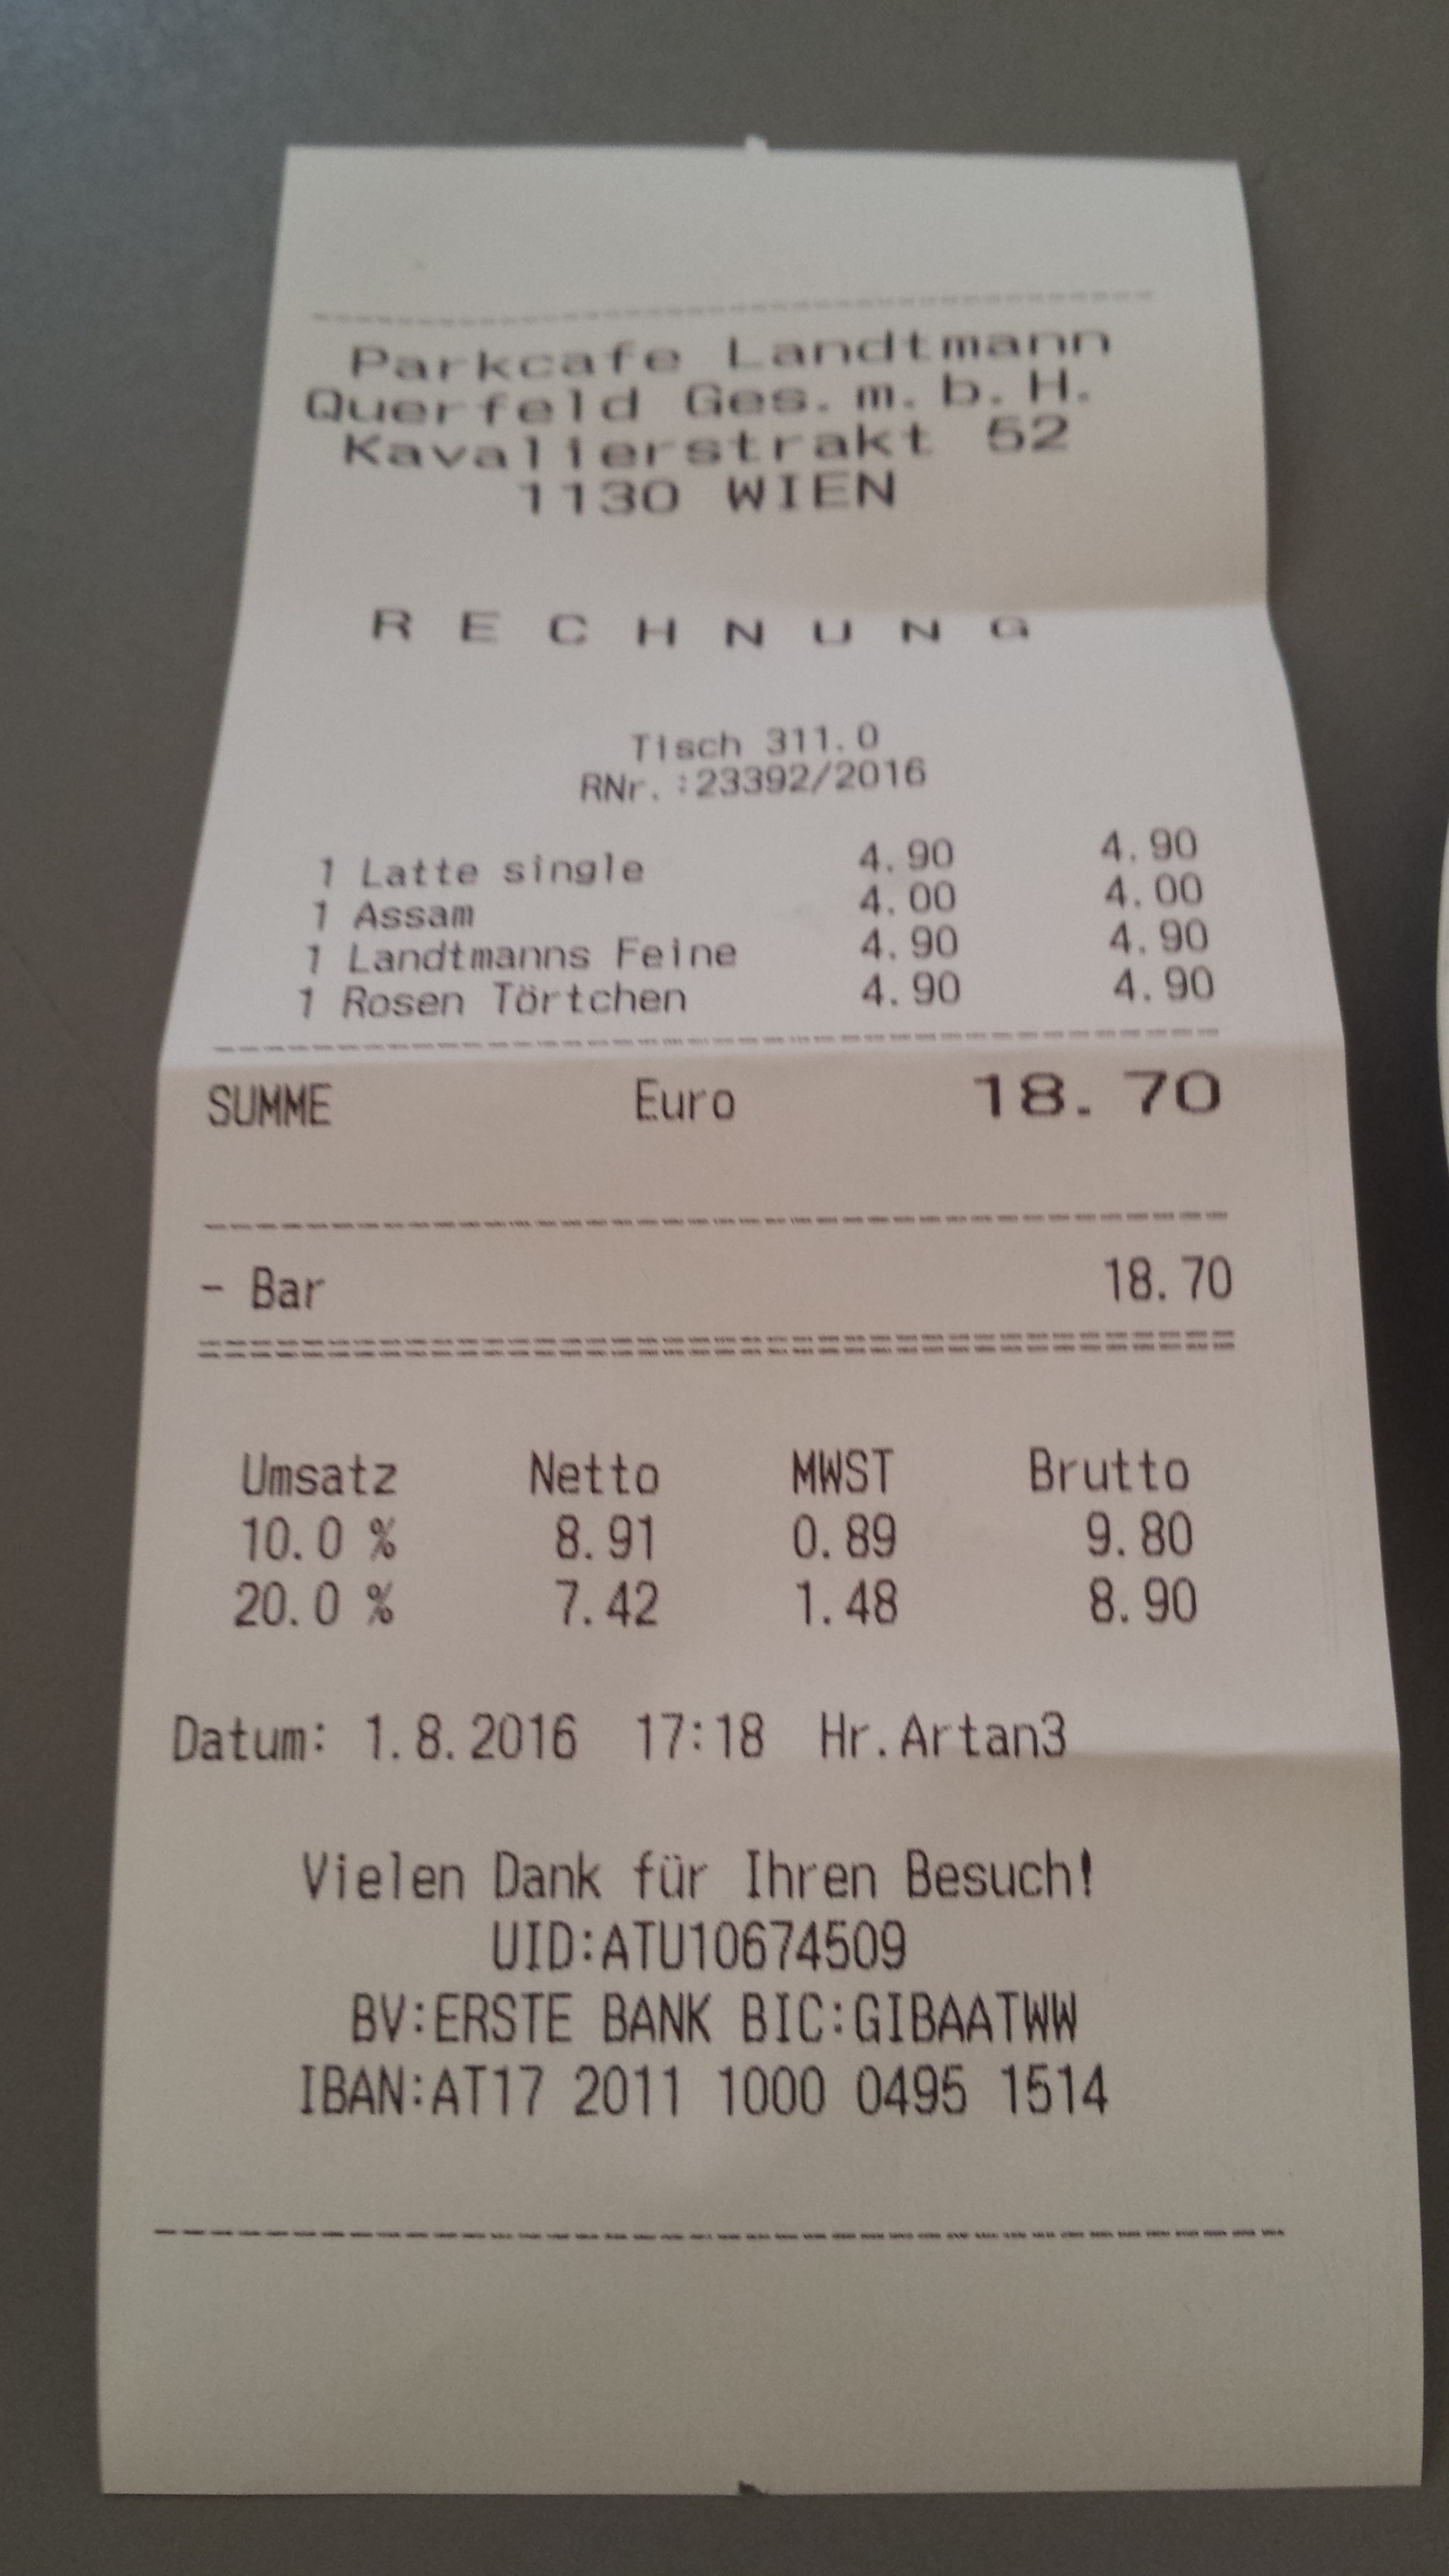 Parkcafe Landtmann
Querfeld Ges.m.b.H.
Kavalierstrakt 52
1130 WIEN
RECHNUNG
Tisch 311.0
RNr.:23392/2016
1 Latte single 4.90 4.90
1 Assam 4.00 4.00
1 Landtmanns Feine 4.90 4.90
1 Rosen Törtchen 4.90 4.90
SUMME Euro 18.70
- Bar 18.70
Umsatz Netto MWST Brutto
10.0 % 8.91 0.89 9.80
20.0 % 7.42 1.48 8.90
Datum: 1.8.2016 17:18 Hr.Artan3
Vielen Dank für Ihren Besuch!
UID:ATU10674509
BV:ERSTE BANK BIC:GIBAATWW
IBAN:AT17 2011 1000 0495 1514